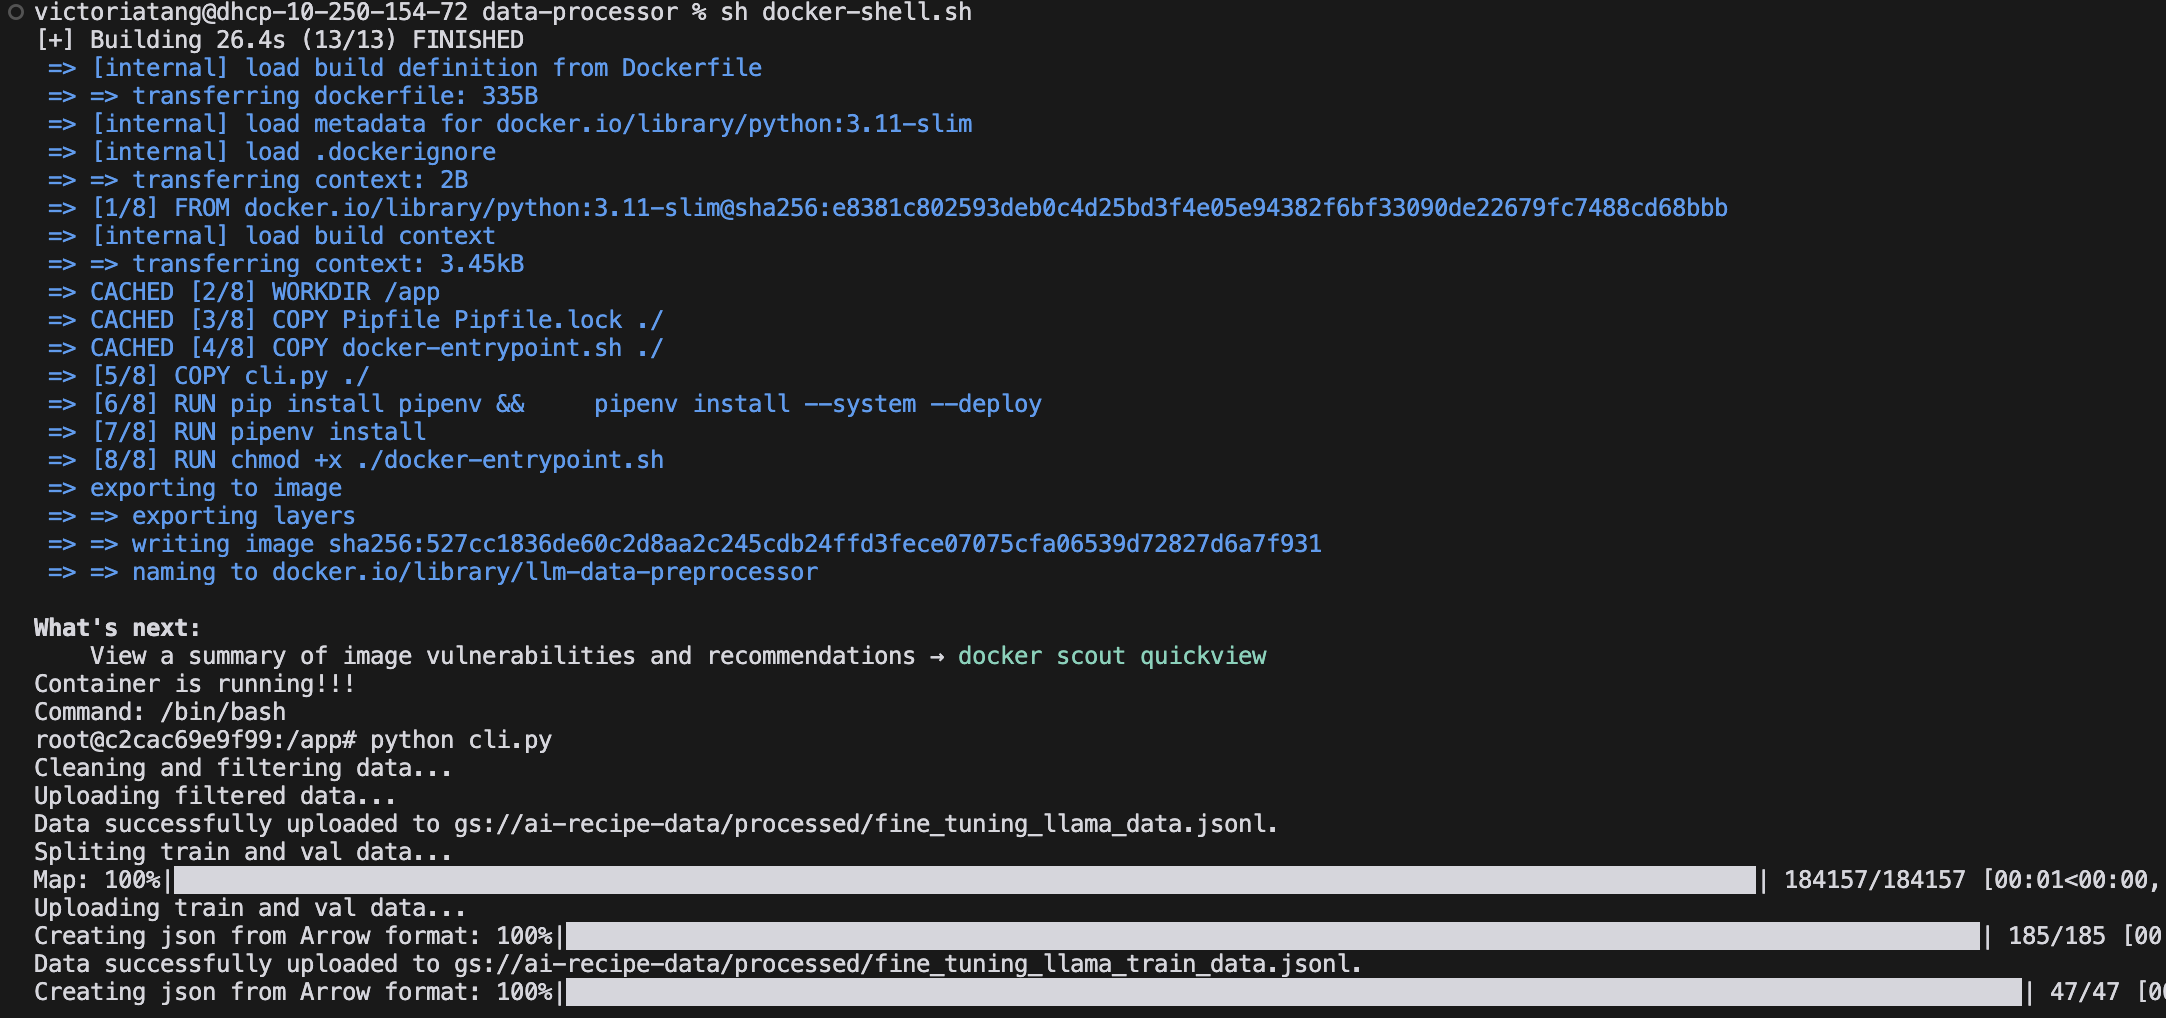 victoriatang@dhcp-10-250-154-72 data-processor % sh docker-shell.sh
[+] Building 26.4s (13/13) FINISHED
=> [internal] load build definition from Dockerfile
=> => transferring dockerfile: 335B
=> [internal] load metadata for docker.io/library/python:3.11-slim
=> [internal] load .dockerignore
=> => transferring context: 2B
=> [1/8] FROM docker.io/library/python:3.11-slim@sha256:e8381c802593deb0c4d25bd3f4e05e94382f6bf33090de22679fc7488cd68bbb
=> [internal] load build context
=> => transferring context: 3.45kB
=> CACHED [2/8] WORKDIR /app
=> CACHED [3/8] COPY Pipfile Pipfile.lock ./
=> CACHED [4/8] COPY docker-entrypoint.sh ./
=> [5/8] COPY cli.py ./
=> [6/8] RUN pip install pipenv &&     pipenv install --system --deploy
=> [7/8] RUN pipenv install
=> [8/8] RUN chmod +x ./docker-entrypoint.sh
=> exporting to image
=> => exporting layers
=> => writing image sha256:527cc1836de60c2d8aa2c245cdb24ffd3fece07075cfa06539d72827d6a7f931
=> => naming to docker.io/library/llm-data-preprocessor
What's next:
View a summary of image vulnerabilities and recommendations → docker scout quickview
Container is running!!!
Command: /bin/bash
root@c2cac69e9f99:/app# python cli.py
Cleaning and filtering data...
Uploading filtered data...
Data successfully uploaded to gs://ai-recipe-data/processed/fine_tuning_llama_data.jsonl.
Spliting train and val data...
Map: 100%| | 184157/184157 [00:01<00:00,
Uploading train and val data...
Creating json from Arrow format: 100%| | 185/185 [00
Data successfully uploaded to gs://ai-recipe-data/processed/fine_tuning_llama_train_data.jsonl.
Creating json from Arrow format: 100%| | 47/47 [00